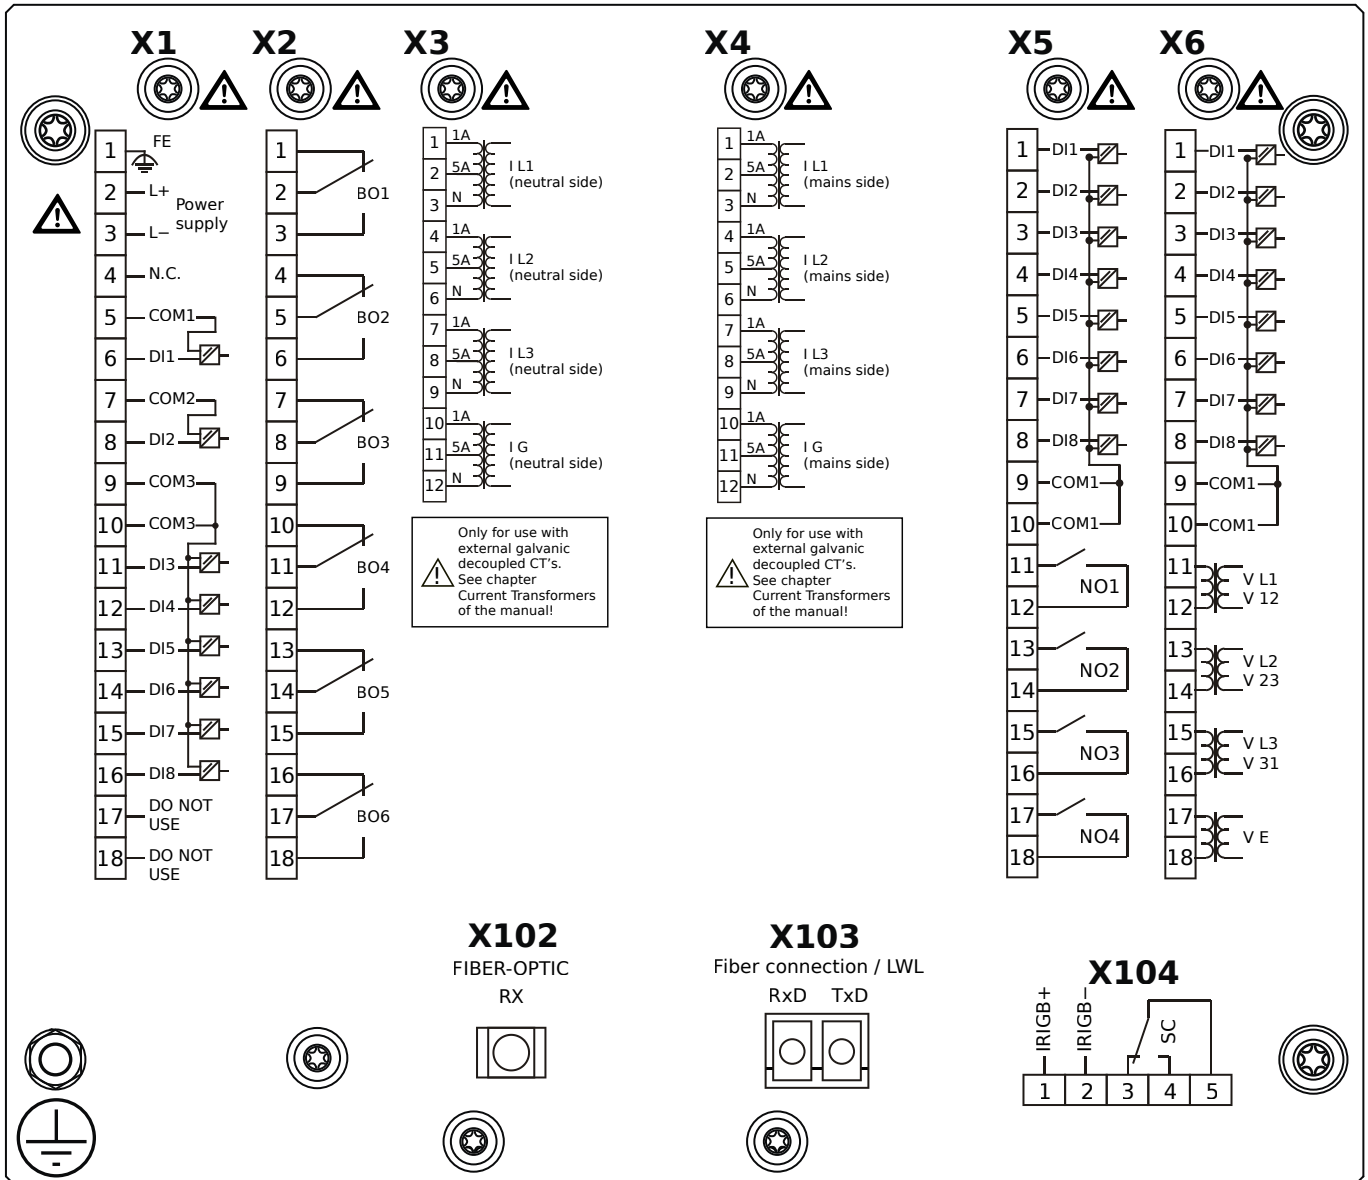 X1
X2
X3
X4
X5
X6
1 FE
2 L+
Power
supply
3 L−
4 N.C.
5 COM1
6 DI1
7 COM2
8 DI2
9 COM3
10 COM3
11 DI3
12 DI4
13 DI5
14 DI6
15 DI7
16 DI8
17 DO NOT
USE
18 DO NOT
USE
1
2 BO1
3
4
5 BO2
6
7
8 BO3
9
10
11 BO4
12
13
14 BO5
15
16
17 BO6
18
1 1A
I L1
2 5A
(neutral side)
3 N
4 1A
I L2
5 5A
(neutral side)
6 N
7 1A
I L3
8 5A
(neutral side)
9 N
10 1A
I G
11 5A
(neutral side)
12 N
Only for use with
external galvanic
decoupled CT's.
See chapter
Current Transformers
of the manual!
1 1A
I L1
2 5A
(mains side)
3 N
4 1A
I L2
5 5A
(mains side)
6 N
7 1A
I L3
8 5A
(mains side)
9 N
10 1A
I G
11 5A
(mains side)
12 N
Only for use with
external galvanic
decoupled CT's.
See chapter
Current Transformers
of the manual!
1 DI1
2 DI2
3 DI3
4 DI4
5 DI5
6 DI6
7 DI7
8 DI8
9 COM1
10 COM1
11
NO1
12
13
NO2
14
15
NO3
16
17
NO4
18
1 DI1
2 DI2
3 DI3
4 DI4
5 DI5
6 DI6
7 DI7
8 DI8
9 COM1
10 COM1
11
V L1
V 12
12
13
V L2
V 23
14
15
V L3
V 31
16
17
V E
18
X102
FIBER-OPTIC
RX
X103
Fiber connection / LWL
RxD TxD
X104
IRIGB+
IRIGB−
SC
1 2 3 4 5